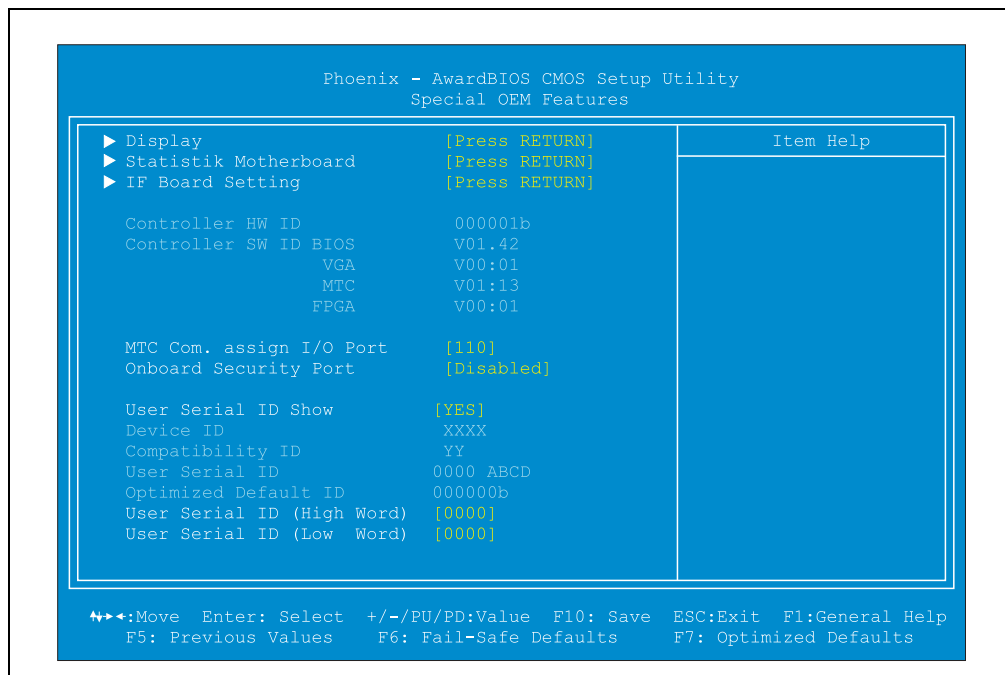 Phoenix - AwardBIOS CMOS Setup Utility
Special OEM Features
▶ Display [Press RETURN] Item Help
▶ Statistik Motherboard [Press RETURN]
▶ IF Board Setting [Press RETURN]
Controller HW ID 000001b
Controller SW ID BIOS V01.42
VGA V00:01
MTC V01:13
FPGA V00:01
MTC Com. assign I/O Port [110]
Onboard Security Port [Disabled]
User Serial ID Show [YES]
Device ID XXXX
Compatibility ID YY
User Serial ID 0000 ABCD
Optimized Default ID 000000b
User Serial ID (High Word) [0000]
User Serial ID (Low Word) [0000]
:Move Enter: Select +/-/PU/PD:Value F10: Save ESC:Exit F1:General Help
F5: Previous Values F6: Fail-Safe Defaults F7: Optimized Defaults